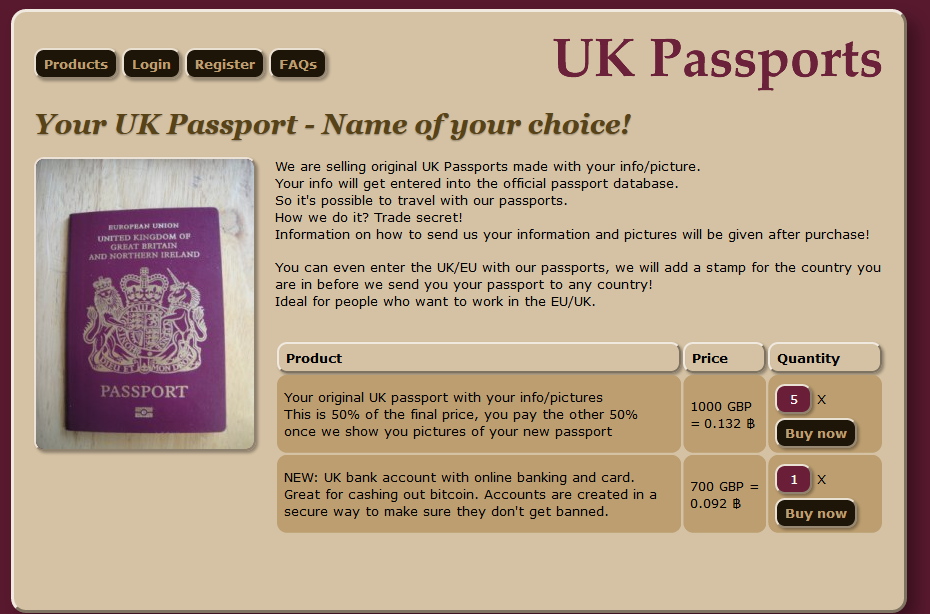 Products Login Register FAQs
UK Passports
Your UK Passport - Name of your choice!
EUROPEAN UNION
UNITED KINGDOM OF
GREAT BRITAIN
AND NORTHERN IRELAND
DIEU ET MON DROIT
PASSPORT
We are selling original UK Passports made with your info/picture.
Your info will get entered into the official passport database.
So it's possible to travel with our passports.
How we do it? Trade secret!
Information on how to send us your information and pictures will be given after purchase!
You can even enter the UK/EU with our passports, we will add a stamp for the country you
are in before we send you your passport to any country!
Ideal for people who want to work in the EU/UK.
Product Price Quantity
Your original UK passport with your info/pictures
This is 50% of the final price, you pay the other 50%
once we show you pictures of your new passport
1000 GBP
= 0.132 ฿
5 X
Buy now
NEW: UK bank account with online banking and card.
Great for cashing out bitcoin. Accounts are created in a
secure way to make sure they don't get banned.
700 GBP =
0.092 ฿
1 X
Buy now